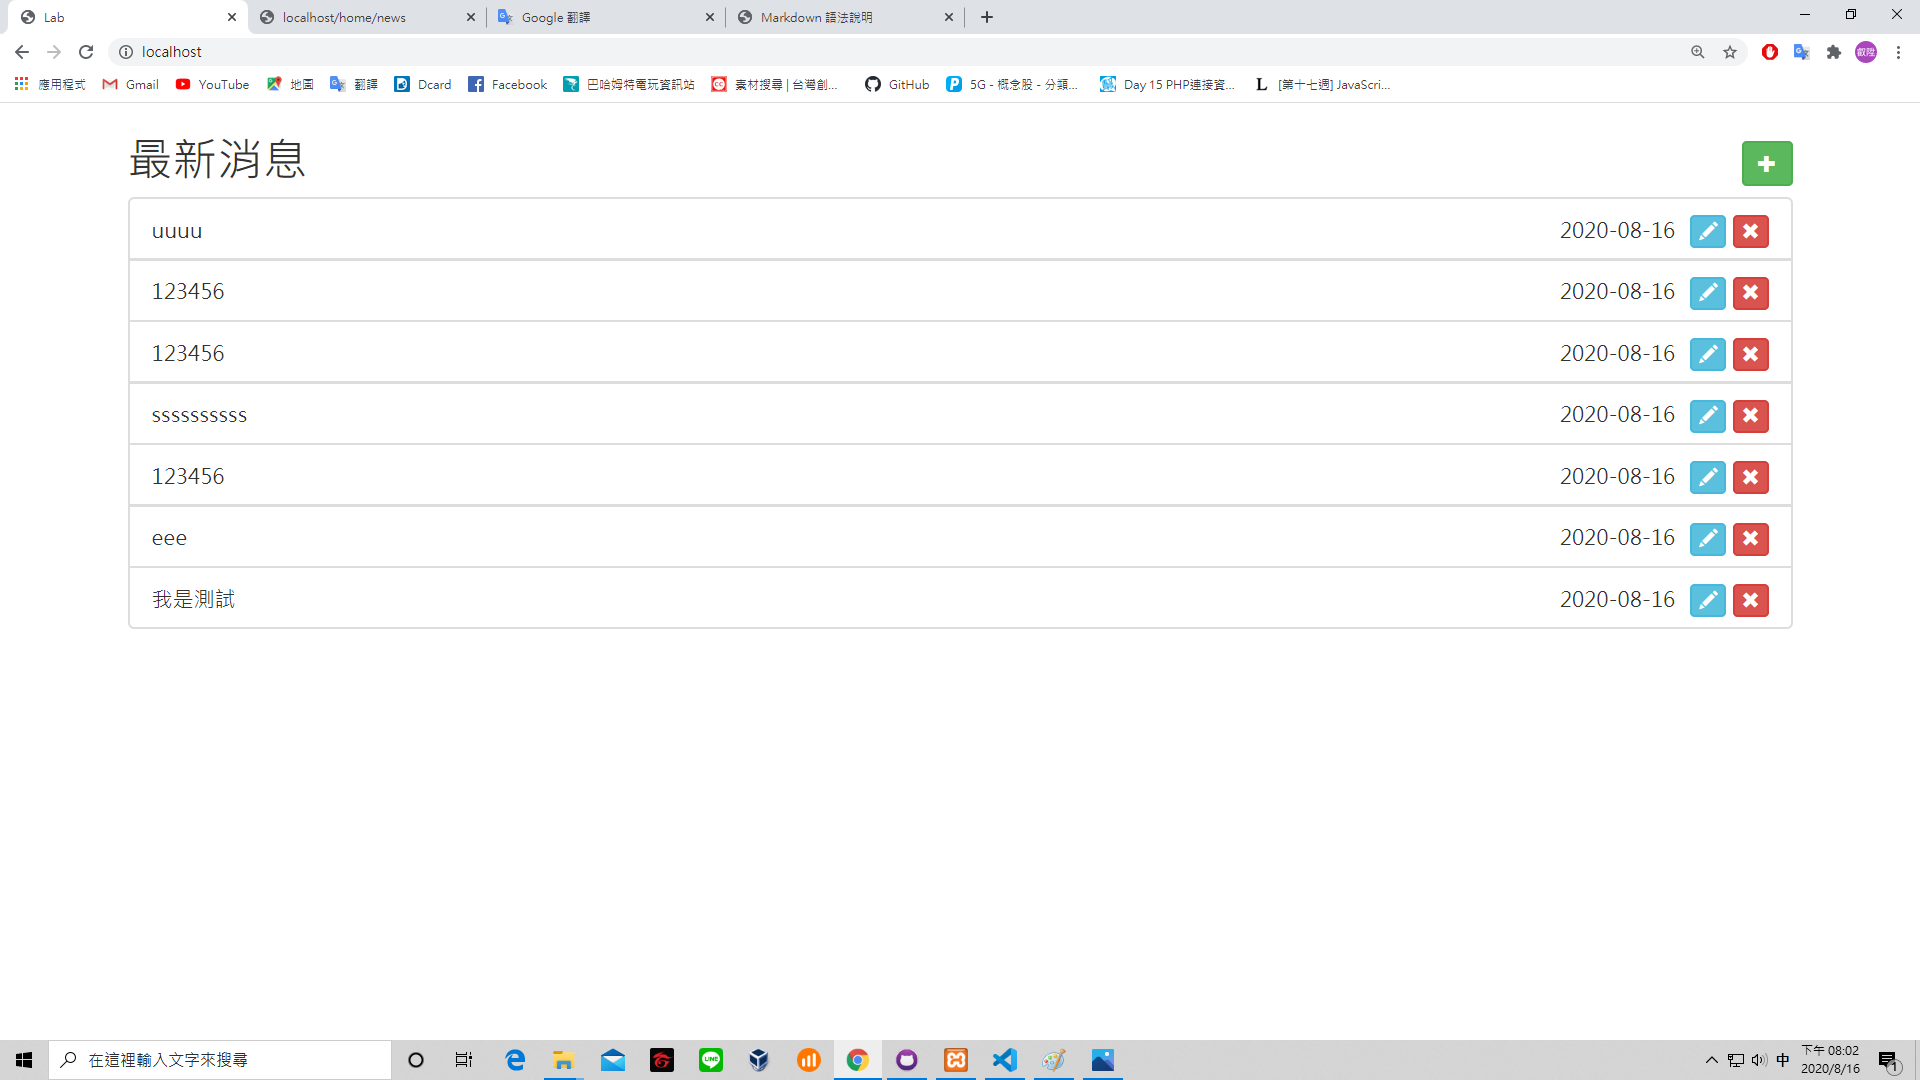 Lab
localhost/home/news
Google 翻譯
Markdown 語法說明
localhost
叡陞
應用程式
Gmail
YouTube
地圖
翻譯
Dcard
Facebook
巴哈姆特電玩資訊站
素材搜尋 | 台灣創...
GitHub
5G - 概念股 - 分類...
Day 15 PHP連接資...
[第十七週] JavaScri...
最新消息
uuuu 2020-08-16
123456 2020-08-16
123456 2020-08-16
ssssssssss 2020-08-16
123456 2020-08-16
eee 2020-08-16
我是測試 2020-08-16
在這裡輸入文字來搜尋
LINE
中
下午 08:02
2020/8/16
1